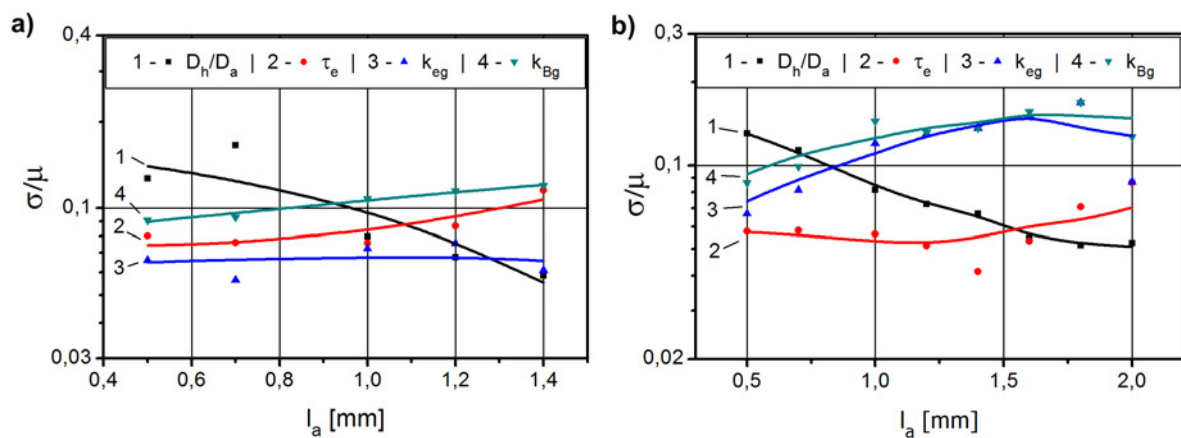 a)
0,4
1 - D_h/D_a | 2 - τ_e | 3 - k_eg | 4 - k_Bg
1
4
2
3
σ/μ
0,1
0,03
0,4 0,6 0,8 1,0 1,2 1,4
l_a [mm]
b)
0,3
1 - D_h/D_a | 2 - τ_e | 3 - k_eg | 4 - k_Bg
1
4
3
2
σ/μ
0,1
0,02
0,5 1,0 1,5 2,0
l_a [mm]